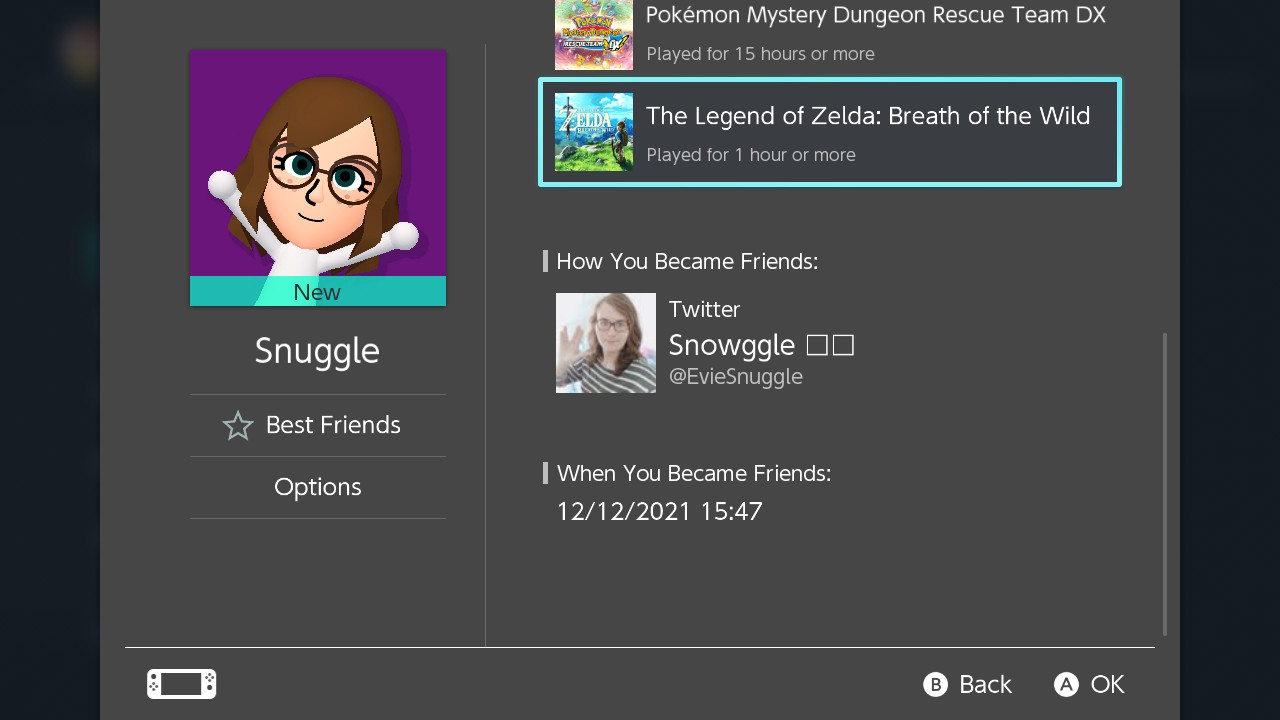 Pokémon Mystery Dungeon Rescue Team DX
Played for 15 hours or more
ZELDA
The Legend of Zelda: Breath of the Wild
Played for 1 hour or more
New
Snuggle
Best Friends
Options
How You Became Friends:
Twitter
Snowggle □□
@EvieSnuggle
When You Became Friends:
12/12/2021 15:47
B Back
A OK